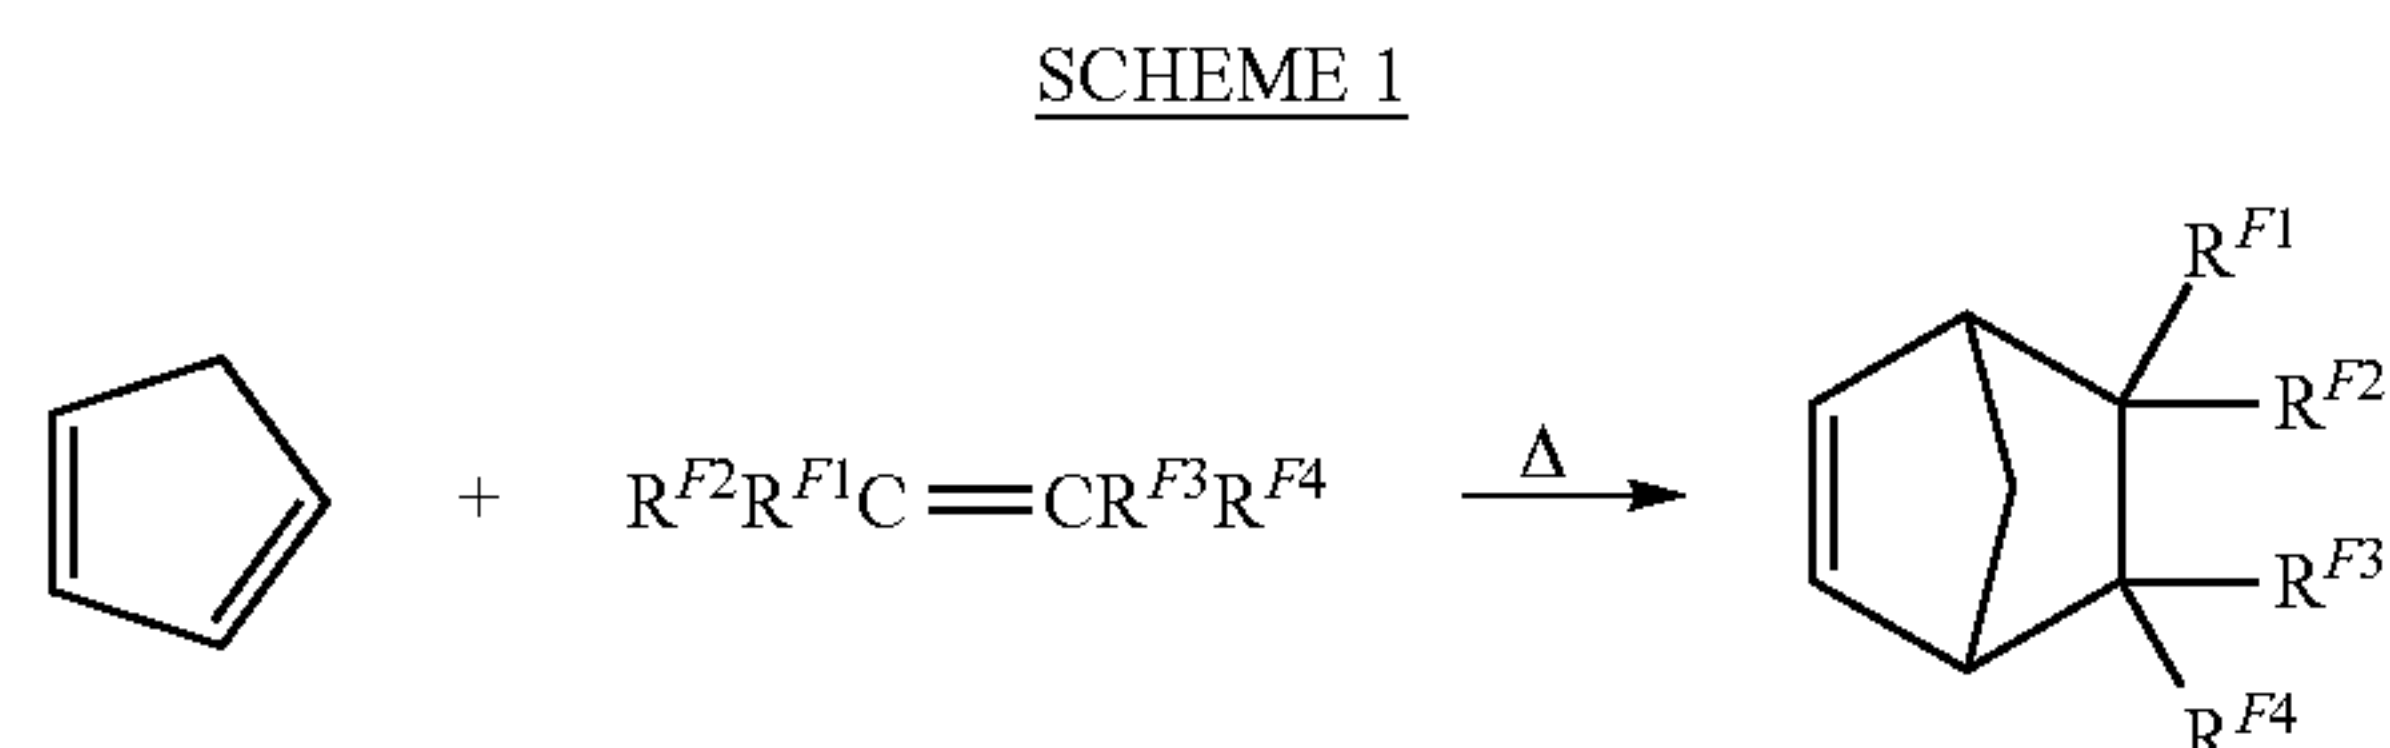 SCHEME 1
R^F1
Δ
R^F2
+
R^F2R^F1C=CR^F3R^F4
R^F3
R^F4